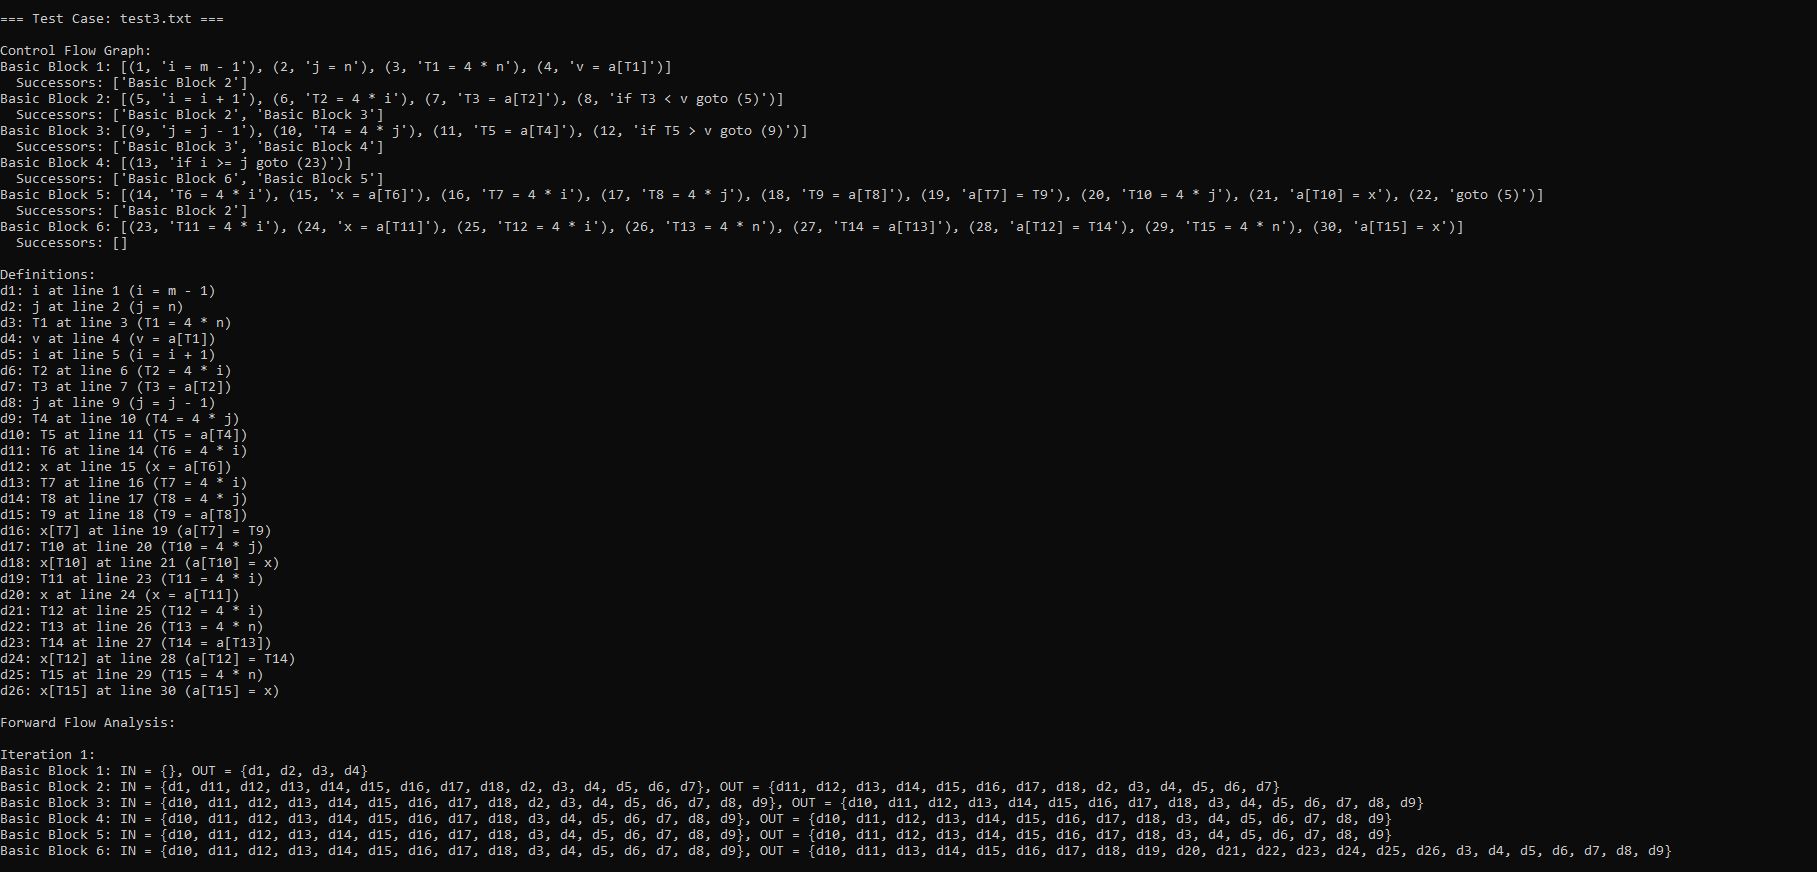 === Test Case: test3.txt ===
Control Flow Graph:
Basic Block 1: [(1, 'i = m - 1'), (2, 'j = n'), (3, 'T1 = 4 * n'), (4, 'v = a[T1]')]
  Successors: ['Basic Block 2']
Basic Block 2: [(5, 'i = i + 1'), (6, 'T2 = 4 * i'), (7, 'T3 = a[T2]'), (8, 'if T3 < v goto (5)')]
  Successors: ['Basic Block 2', 'Basic Block 3']
Basic Block 3: [(9, 'j = j - 1'), (10, 'T4 = 4 * j'), (11, 'T5 = a[T4]'), (12, 'if T5 > v goto (9)')]
  Successors: ['Basic Block 3', 'Basic Block 4']
Basic Block 4: [(13, 'if i >= j goto (23)')]
  Successors: ['Basic Block 6', 'Basic Block 5']
Basic Block 5: [(14, 'T6 = 4 * i'), (15, 'x = a[T6]'), (16, 'T7 = 4 * i'), (17, 'T8 = 4 * j'), (18, 'T9 = a[T8]'), (19, 'a[T7] = T9'), (20, 'T10 = 4 * j'), (21, 'a[T10] = x'), (22, 'goto (5)')]
  Successors: ['Basic Block 2']
Basic Block 6: [(23, 'T11 = 4 * i'), (24, 'x = a[T11]'), (25, 'T12 = 4 * i'), (26, 'T13 = 4 * n'), (27, 'T14 = a[T13]'), (28, 'a[T12] = T14'), (29, 'T15 = 4 * n'), (30, 'a[T15] = x')]
  Successors: []
Definitions:
d1: i at line 1 (i = m - 1)
d2: j at line 2 (j = n)
d3: T1 at line 3 (T1 = 4 * n)
d4: v at line 4 (v = a[T1])
d5: i at line 5 (i = i + 1)
d6: T2 at line 6 (T2 = 4 * i)
d7: T3 at line 7 (T3 = a[T2])
d8: j at line 9 (j = j - 1)
d9: T4 at line 10 (T4 = 4 * j)
d10: T5 at line 11 (T5 = a[T4])
d11: T6 at line 14 (T6 = 4 * i)
d12: x at line 15 (x = a[T6])
d13: T7 at line 16 (T7 = 4 * i)
d14: T8 at line 17 (T8 = 4 * j)
d15: T9 at line 18 (T9 = a[T8])
d16: x[T7] at line 19 (a[T7] = T9)
d17: T10 at line 20 (T10 = 4 * j)
d18: x[T10] at line 21 (a[T10] = x)
d19: T11 at line 23 (T11 = 4 * i)
d20: x at line 24 (x = a[T11])
d21: T12 at line 25 (T12 = 4 * i)
d22: T13 at line 26 (T13 = 4 * n)
d23: T14 at line 27 (T14 = a[T13])
d24: x[T12] at line 28 (a[T12] = T14)
d25: T15 at line 29 (T15 = 4 * n)
d26: x[T15] at line 30 (a[T15] = x)
Forward Flow Analysis:
Iteration 1:
Basic Block 1: IN = {}, OUT = {d1, d2, d3, d4}
Basic Block 2: IN = {d1, d11, d12, d13, d14, d15, d16, d17, d18, d2, d3, d4, d5, d6, d7}, OUT = {d11, d12, d13, d14, d15, d16, d17, d18, d2, d3, d4, d5, d6, d7}
Basic Block 3: IN = {d10, d11, d12, d13, d14, d15, d16, d17, d18, d2, d3, d4, d5, d6, d7, d8, d9}, OUT = {d10, d11, d12, d13, d14, d15, d16, d17, d18, d3, d4, d5, d6, d7, d8, d9}
Basic Block 4: IN = {d10, d11, d12, d13, d14, d15, d16, d17, d18, d3, d4, d5, d6, d7, d8, d9}, OUT = {d10, d11, d12, d13, d14, d15, d16, d17, d18, d3, d4, d5, d6, d7, d8, d9}
Basic Block 5: IN = {d10, d11, d12, d13, d14, d15, d16, d17, d18, d3, d4, d5, d6, d7, d8, d9}, OUT = {d10, d11, d12, d13, d14, d15, d16, d17, d18, d3, d4, d5, d6, d7, d8, d9}
Basic Block 6: IN = {d10, d11, d12, d13, d14, d15, d16, d17, d18, d3, d4, d5, d6, d7, d8, d9}, OUT = {d10, d11, d13, d14, d15, d16, d17, d18, d19, d20, d21, d22, d23, d24, d25, d26, d3, d4, d5, d6, d7, d8, d9}